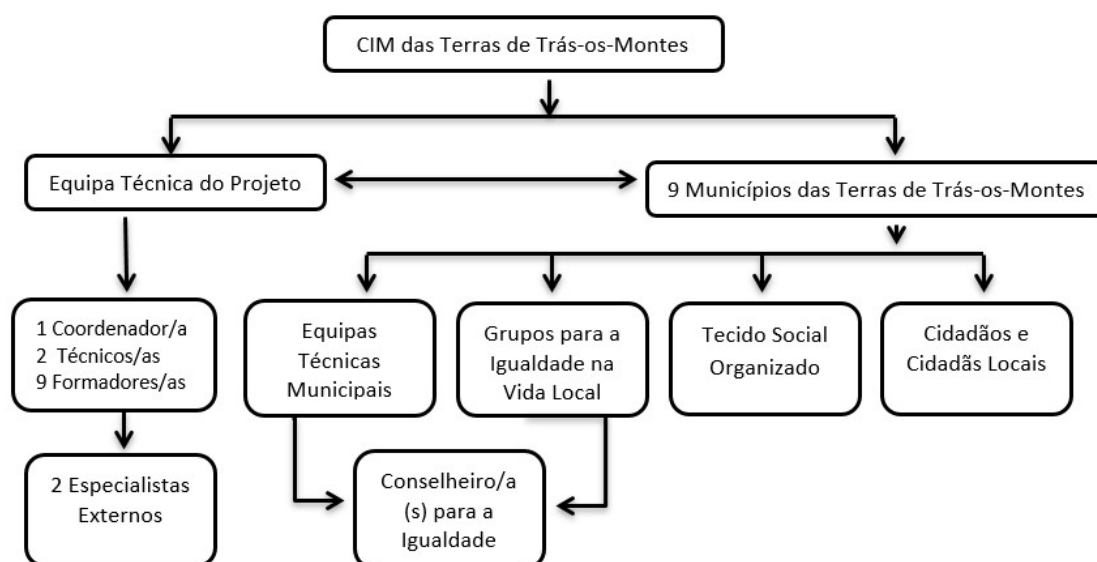 CIM das Terras de Trás-os-Montes
Equipa Técnica do Projeto
9 Municípios das Terras de Trás-os-Montes
1 Coordenador/a
2 Técnicos/as
9 Formadores/as
Equipas
Técnicas
Municipais
Grupos para a
Igualdade na
Vida Local
Tecido Social
Organizado
Cidadãos e
Cidadãs Locais
2 Especialistas
Externos
Conselheiro/a
(s) para a
Igualdade